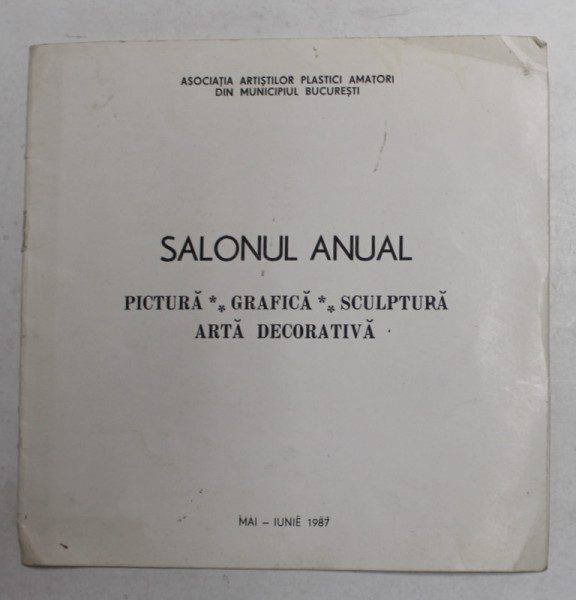 ASOCIAȚIA ARTIȘTILOR PLASTICI AMATORI
DIN MUNICIPIUL BUCUREȘTI
SALONUL ANUAL
PICTURĂ ** GRAFICĂ ** SCULPTURĂ
ARTĂ DECORATIVĂ
MAI – IUNIE 1987